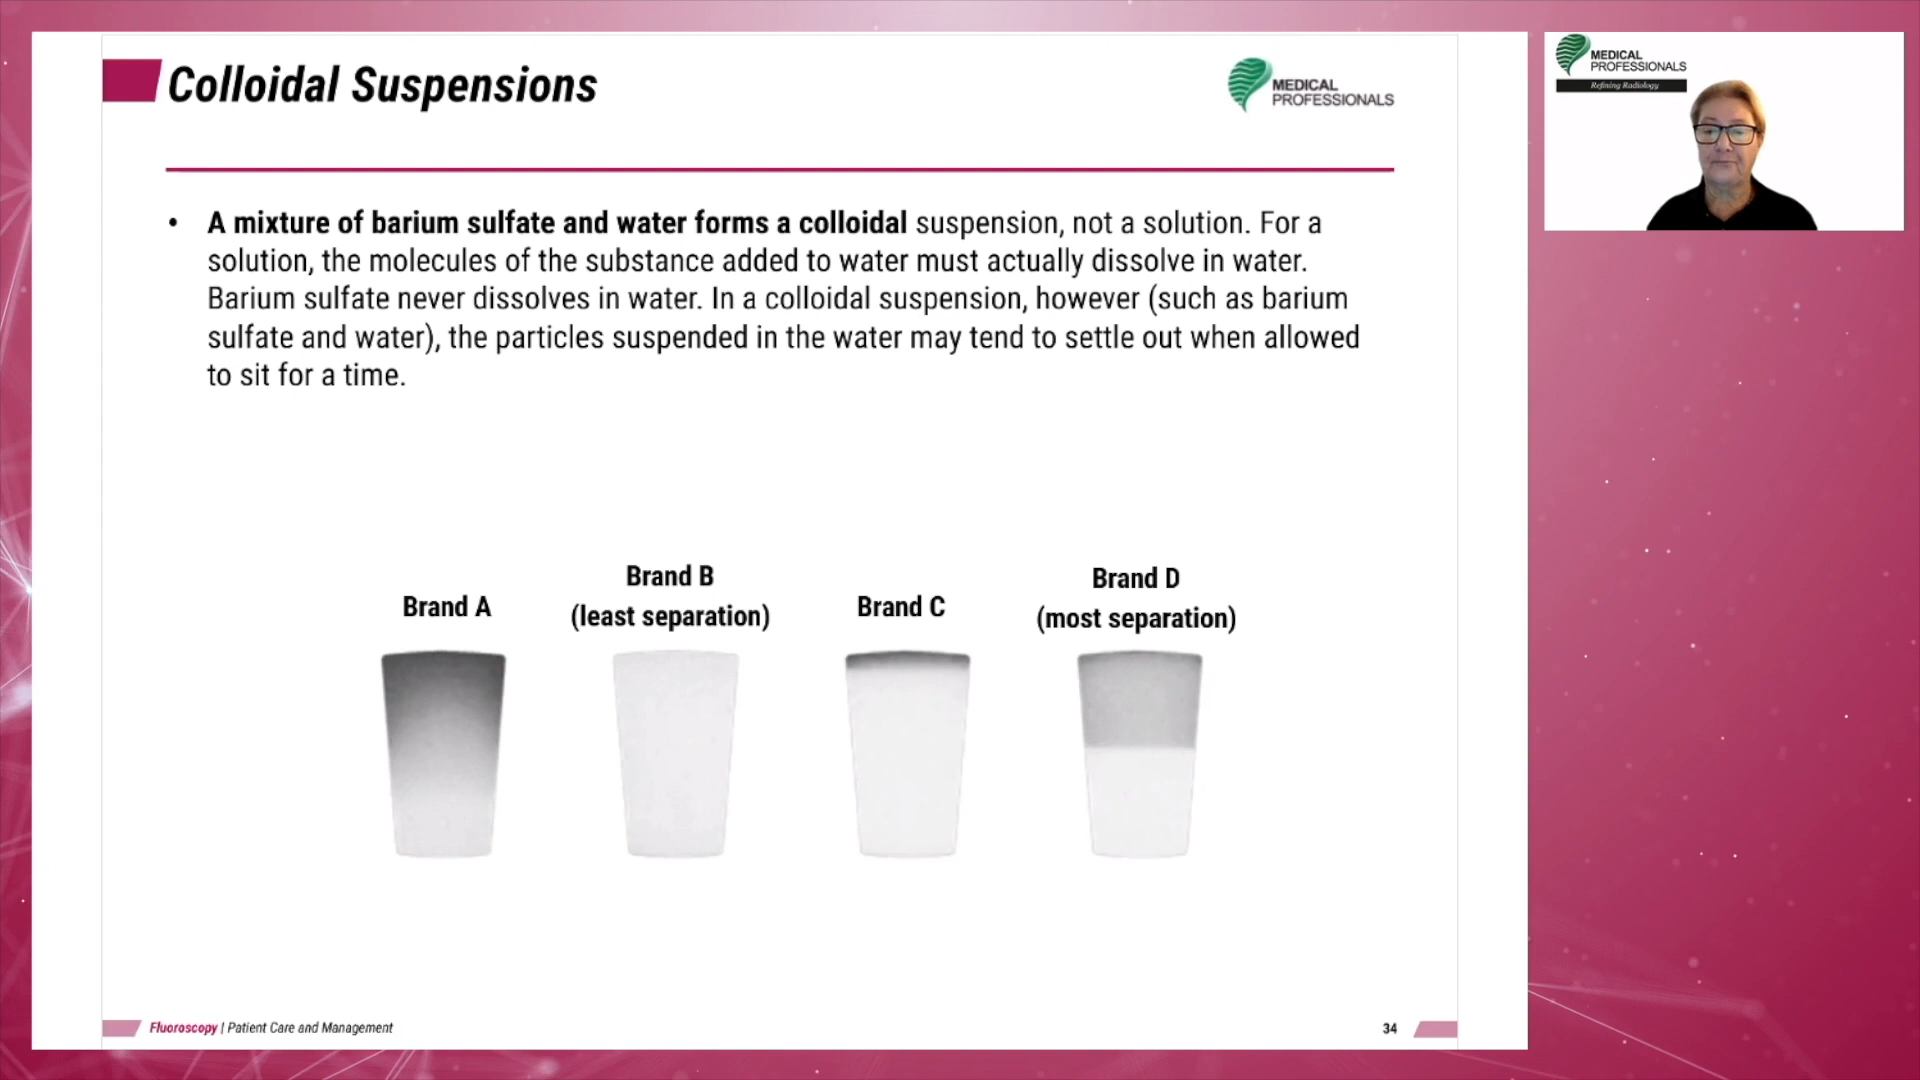 Colloidal Suspensions
MEDICAL
PROFESSIONALS
• A mixture of barium sulfate and water forms a colloidal suspension, not a solution. For a
solution, the molecules of the substance added to water must actually dissolve in water.
Barium sulfate never dissolves in water. In a colloidal suspension, however (such as barium
sulfate and water), the particles suspended in the water may tend to settle out when allowed
to sit for a time.
Brand A
Brand B
(least separation)
Brand C
Brand D
(most separation)
Fluoroscopy | Patient Care and Management
34
MEDICAL
PROFESSIONALS
Refining Radiology